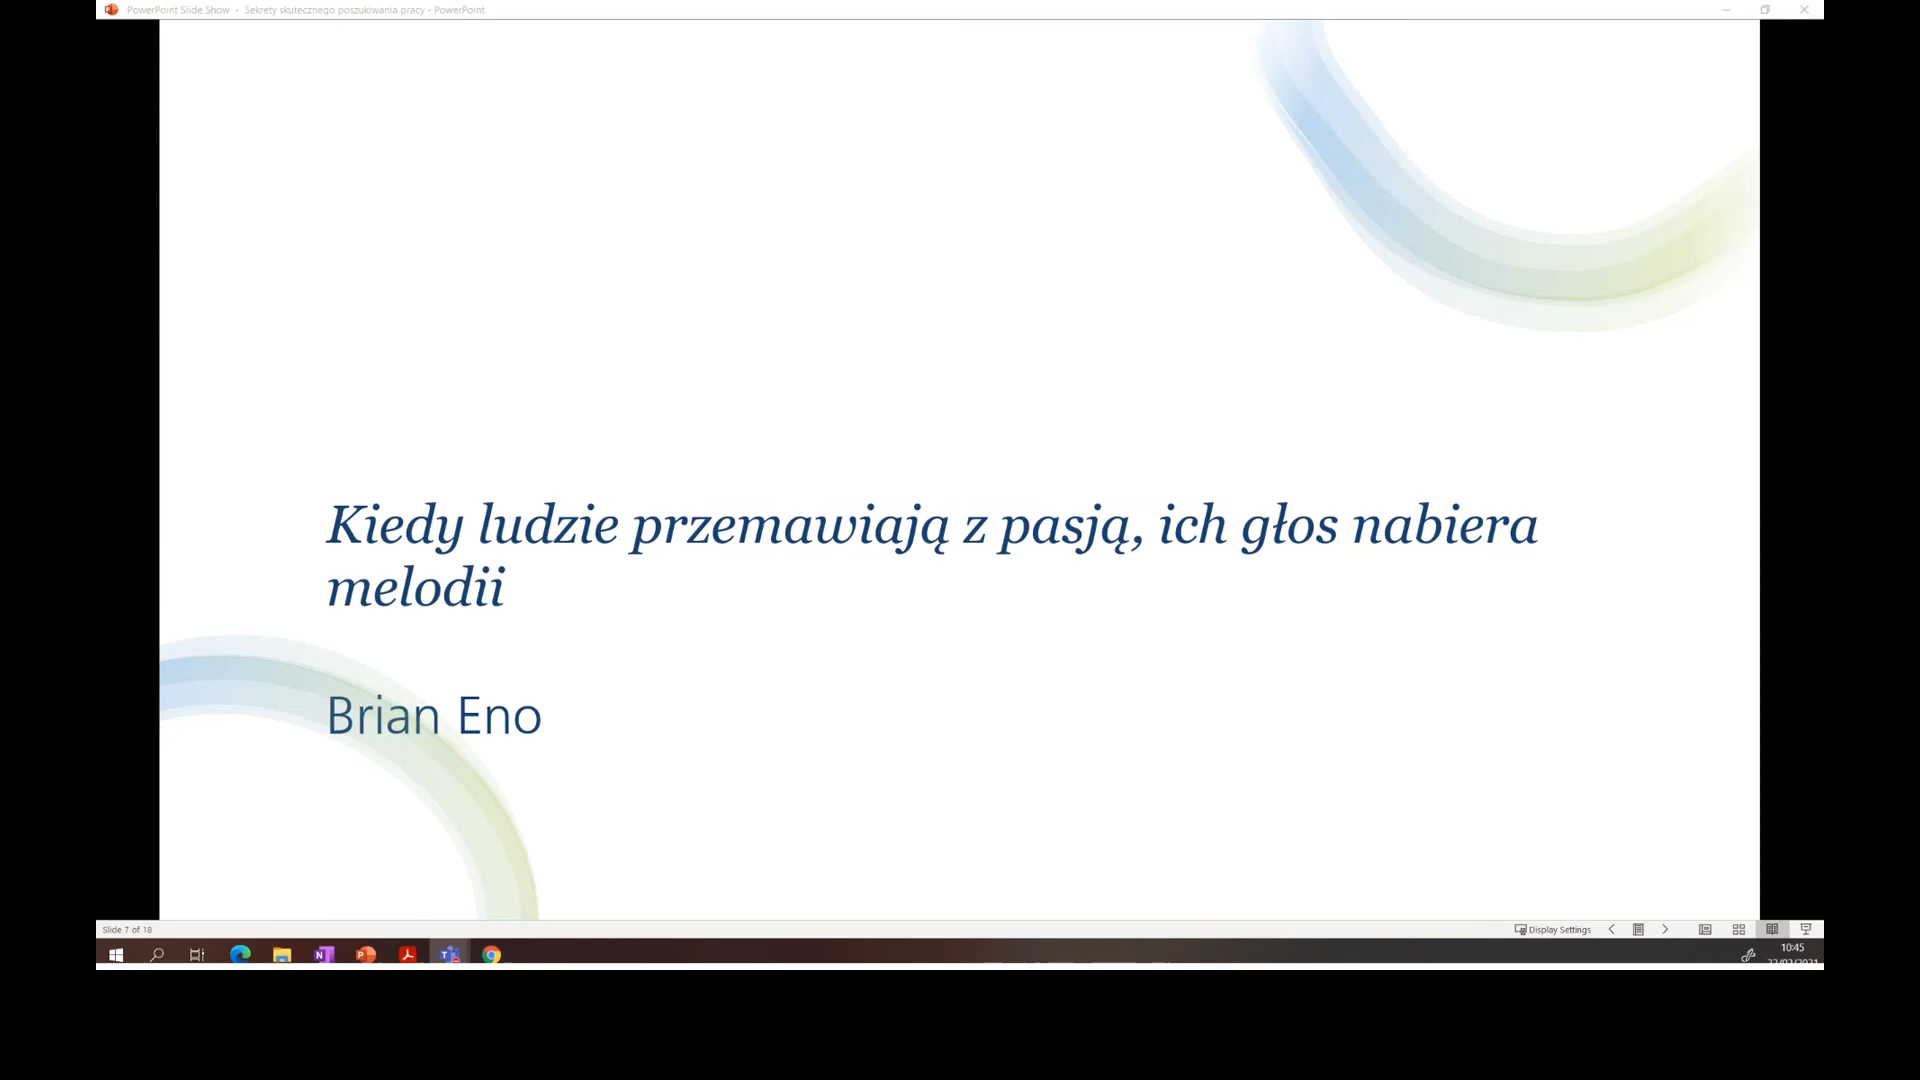 PowerPoint Slide Show - Sekrety skutecznego poszukiwania pracy - PowerPoint
Kiedy ludzie przemawiają z pasją, ich głos nabiera
melodii
Brian Eno
Slide 7 of 18
Display Settings
10:45